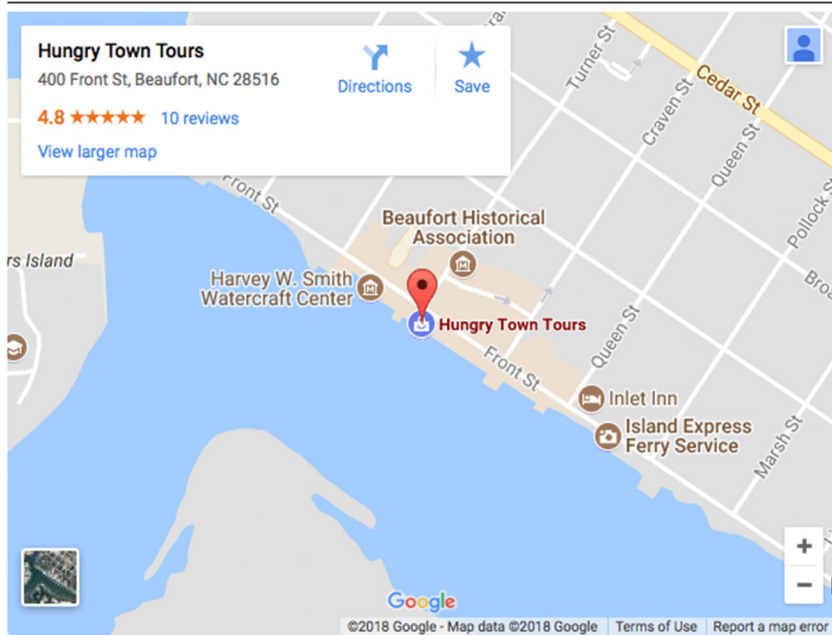 Hungry Town Tours
400 Front St, Beaufort, NC 28516
4.8 ★★★★★ 10 reviews
View larger map
Directions
Save
Turner St
Cedar St
Craven St
Queen St
Pollock St
Front St
Beaufort Historical
Association
rs Island
Harvey W. Smith
Watercraft Center
Hungry Town Tours
Front St
Queen St
Inlet Inn
Island Express
Ferry Service
Marsh St
+
−
Google
©2018 Google - Map data ©2018 Google
Terms of Use
Report a map error